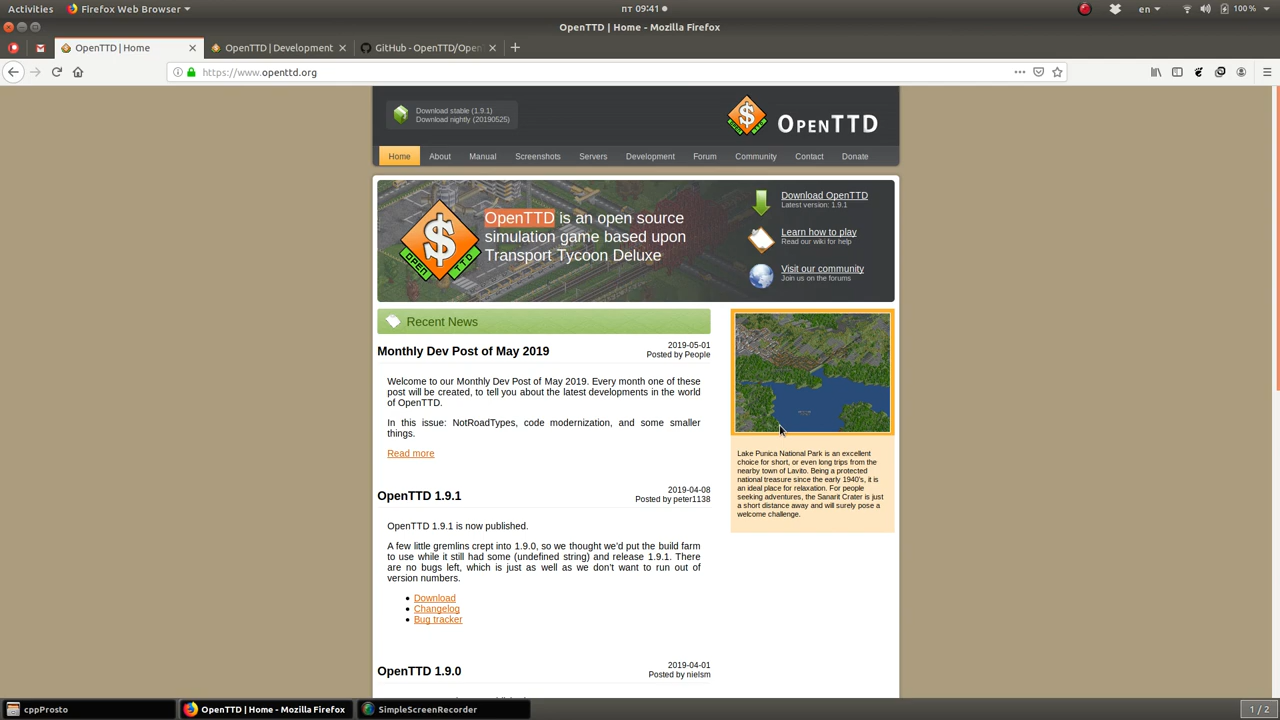 Activities
Firefox Web Browser
пт 09:41
en
100 %
OpenTTD | Home - Mozilla Firefox
OpenTTD | Home
OpenTTD | Development
GitHub - OpenTTD/Open
https://www.openttd.org
Download stable (1.9.1)
Download nightly (20190525)
OPENTTD
Home
About
Manual
Screenshots
Servers
Development
Forum
Community
Contact
Donate
OPEN TTD
OpenTTD is an open source
simulation game based upon
Transport Tycoon Deluxe
Download OpenTTD
Latest version: 1.9.1
Learn how to play
Read our wiki for help
Visit our community
Join us on the forums
Recent News
Monthly Dev Post of May 2019
2019-05-01
Posted by People
Welcome to our Monthly Dev Post of May 2019. Every month one of these
post will be created, to tell you about the latest developments in the world
of OpenTTD.
In this issue: NotRoadTypes, code modernization, and some smaller
things.
Read more
Lake Punica National Park is an excellent
choice for short, or even long trips from the
nearby town of Lavito. Being a protected
national treasure since the early 1940's, it is
an ideal place for relaxation. For people
seeking adventures, the Sanarit Crater is just
a short distance away and will surely pose a
welcome challenge.
OpenTTD 1.9.1
2019-04-08
Posted by peter1138
OpenTTD 1.9.1 is now published.
A few little gremlins crept into 1.9.0, so we thought we'd put the build farm
to use while it still had some (undefined string) and release 1.9.1. There
are no bugs left, which is just as well as we don't want to run out of
version numbers.
Download
Changelog
Bug tracker
OpenTTD 1.9.0
2019-04-01
Posted by nielsm
cppProsto
OpenTTD | Home - Mozilla Firefox
SimpleScreenRecorder
1 / 2